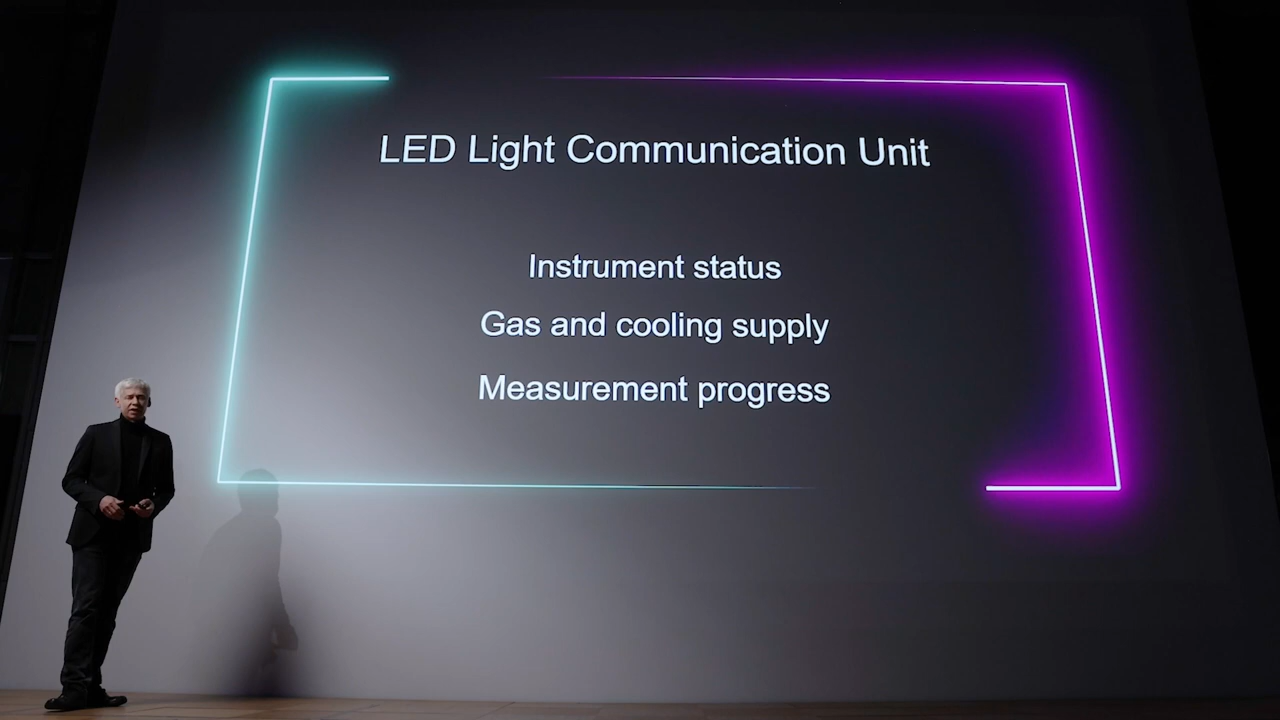 LED Light Communication Unit
Instrument status
Gas and cooling supply
Measurement progress